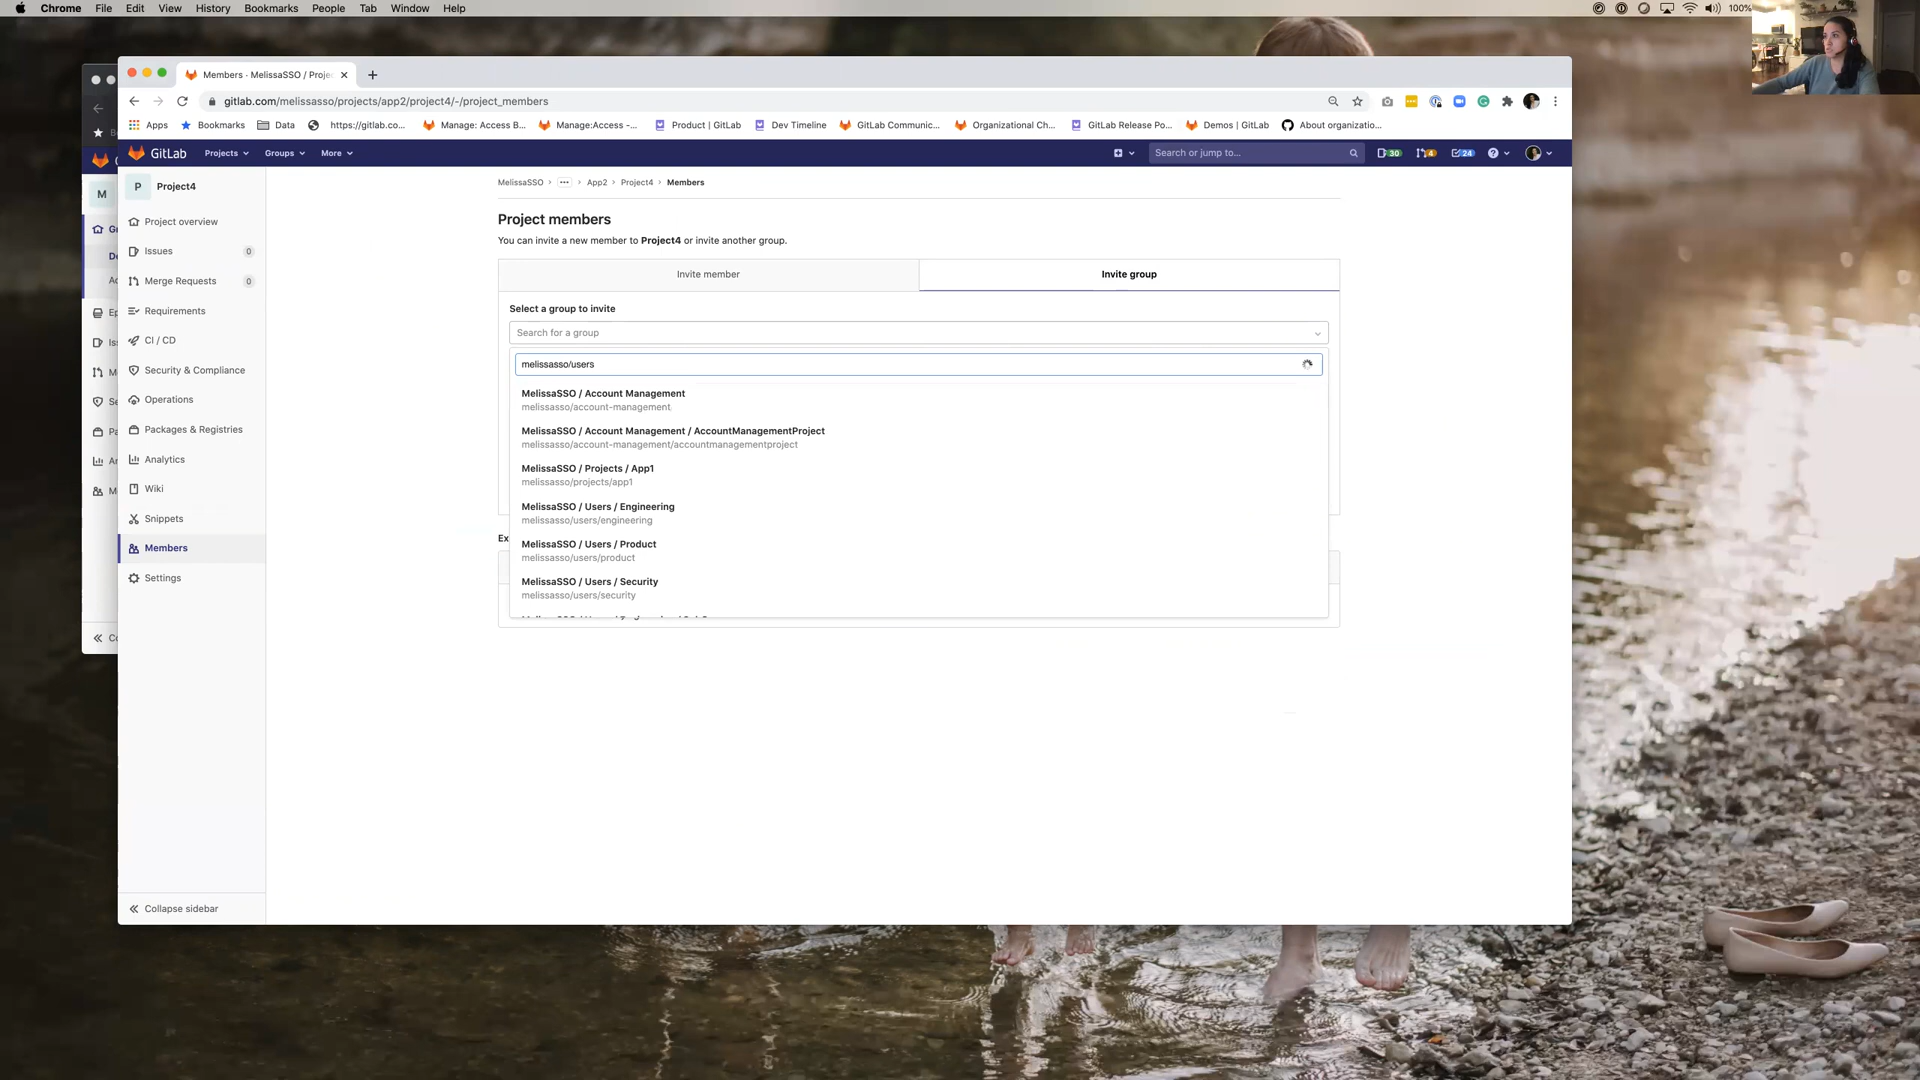 Chrome File Edit View History Bookmarks People Tab Window Help
100%
Members · MelissaSSO / Proje
gitlab.com/melissasso/projects/app2/project4/-/project_members
Apps Bookmarks Data https://gitlab.co... Manage: Access B... Manage:Access -... Product | GitLab Dev Timeline GitLab Communic... Organizational Ch... GitLab Release Po... Demos | GitLab About organizatio...
GitLab Projects Groups More Search or jump to... 30 4 24
M
P Project4
Project overview
Issues 0
Merge Requests 0
Requirements
CI / CD
Security & Compliance
Operations
Packages & Registries
Analytics
Wiki
Snippets
Members
Settings
Collapse sidebar
MelissaSSO > ... > App2 > Project4 > Members
Project members
You can invite a new member to Project4 or invite another group.
Invite member Invite group
Select a group to invite
Search for a group
melissasso/users
MelissaSSO / Account Management
melissasso/account-management
MelissaSSO / Account Management / AccountManagementProject
melissasso/account-management/accountmanagementproject
MelissaSSO / Projects / App1
melissasso/projects/app1
MelissaSSO / Users / Engineering
melissasso/users/engineering
MelissaSSO / Users / Product
melissasso/users/product
MelissaSSO / Users / Security
melissasso/users/security
Ex